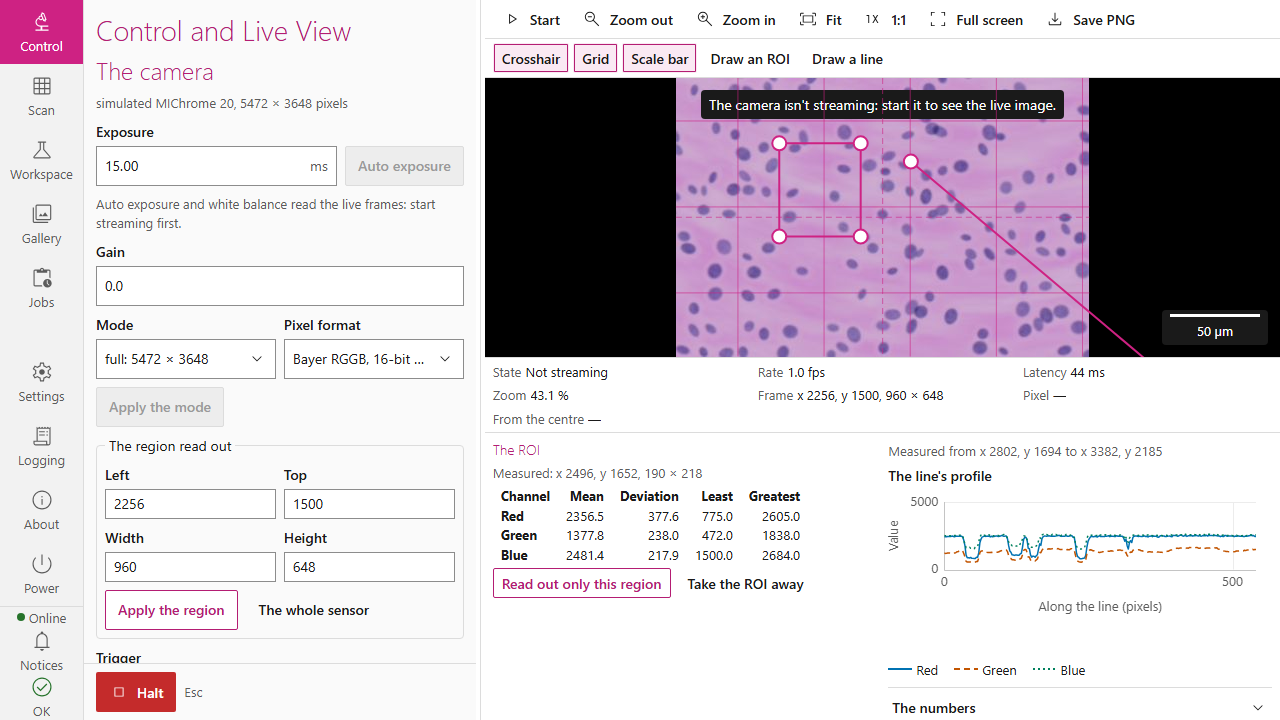 Control
Scan
Workspace
Gallery
Jobs
Settings
Logging
About
Power
Online
Notices
OK
Control and Live View
The camera
simulated MIChrome 20, 5472 × 3648 pixels
Exposure
15.00 ms
Auto exposure
Auto exposure and white balance read the live frames: start
streaming first.
Gain
0.0
Mode Pixel format
full: 5472 × 3648 Bayer RGGB, 16-bit ...
Apply the mode
The region read out
Left Top
2256 1500
Width Height
960 648
Apply the region The whole sensor
Trigger
Halt Esc
Start Zoom out Zoom in Fit 1X 1:1 Full screen Save PNG
Crosshair Grid Scale bar Draw an ROI Draw a line
The camera isn't streaming: start it to see the live image.
50 µm
State Not streaming Rate 1.0 fps Latency 44 ms
Zoom 43.1 % Frame x 2256, y 1500, 960 × 648 Pixel —
From the centre —
The ROI
Measured: x 2496, y 1652, 190 × 218
Channel Mean Deviation Least Greatest
Red 2356.5 377.6 775.0 2605.0
Green 1377.8 238.0 472.0 1838.0
Blue 2481.4 217.9 1500.0 2684.0
Read out only this region Take the ROI away
Measured from x 2802, y 1694 to x 3382, y 2185
The line's profile
5000
Value
0
0 500
Along the line (pixels)
Red Green Blue
The numbers